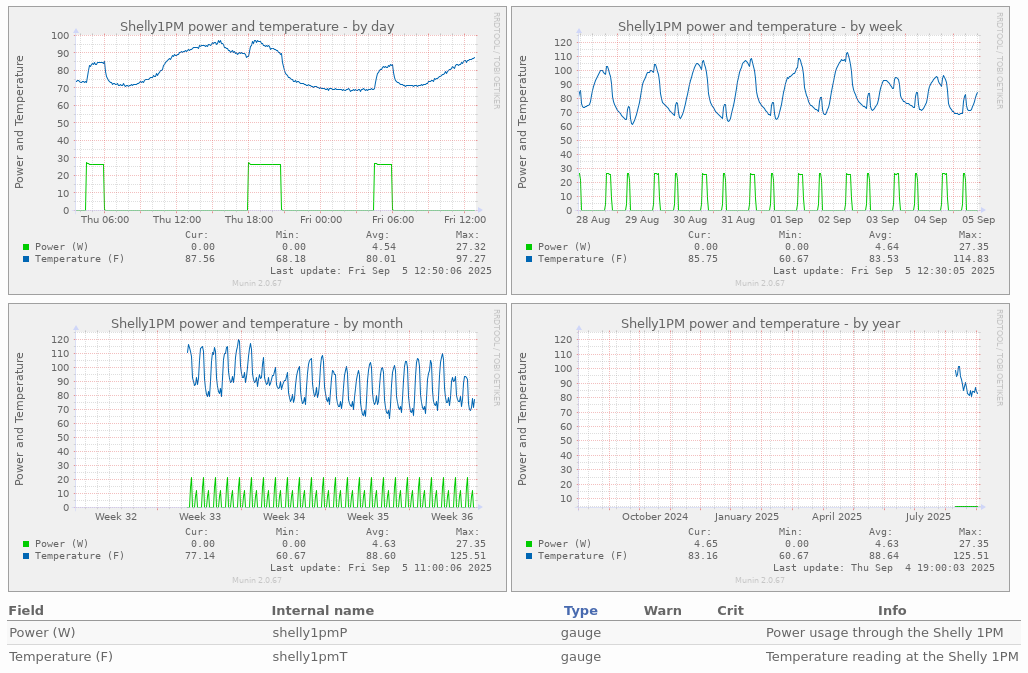 Shelly1PM power and temperature - by day
RRDTOOL / TOBI OETIKER
Power and Temperature
100
90
80
70
60
50
40
30
20
10
0
Thu 06:00 Thu 12:00 Thu 18:00 Fri 00:00 Fri 06:00 Fri 12:00
Cur: Min: Avg: Max:
Power (W) 0.00 0.00 4.54 27.32
Temperature (F) 87.56 68.18 80.01 97.27
Last update: Fri Sep 5 12:50:06 2025
Munin 2.0.67
Shelly1PM power and temperature - by week
RRDTOOL / TOBI OETIKER
Power and Temperature
120
110
100
90
80
70
60
50
40
30
20
10
0
28 Aug 29 Aug 30 Aug 31 Aug 01 Sep 02 Sep 03 Sep 04 Sep 05 Sep
Cur: Min: Avg: Max:
Power (W) 0.00 0.00 4.64 27.35
Temperature (F) 85.75 60.67 83.53 114.83
Last update: Fri Sep 5 12:30:05 2025
Munin 2.0.67
Shelly1PM power and temperature - by month
RRDTOOL / TOBI OETIKER
Power and Temperature
120
110
100
90
80
70
60
50
40
30
20
10
0
Week 32 Week 33 Week 34 Week 35 Week 36
Cur: Min: Avg: Max:
Power (W) 0.00 0.00 4.63 27.35
Temperature (F) 77.14 60.67 88.60 125.51
Last update: Fri Sep 5 11:00:06 2025
Munin 2.0.67
Shelly1PM power and temperature - by year
RRDTOOL / TOBI OETIKER
Power and Temperature
120
110
100
90
80
70
60
50
40
30
20
10
October 2024 January 2025 April 2025 July 2025
Cur: Min: Avg: Max:
Power (W) 4.65 0.00 4.63 27.35
Temperature (F) 83.16 60.67 88.64 125.51
Last update: Thu Sep 4 19:00:03 2025
Munin 2.0.67
Field Internal name Type Warn Crit Info
Power (W) shelly1pmP gauge Power usage through the Shelly 1PM
Temperature (F) shelly1pmT gauge Temperature reading at the Shelly 1PM